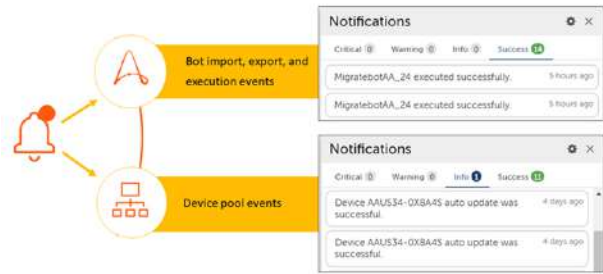 Notifications
Critical 0 Warning 0 Info 0 Success 14
Bot import, export, and
execution events
MigratebotAA_24 executed successfully. 5 hours ago
MigratebotAA_24 executed successfully. 5 hours ago
Notifications
Critical 0 Warning 0 Info 1 Success 11
Device pool events
Device AAUS34-0X8A4S auto update was
successful. 4 days ago
Device AAUS34-0X8A4S auto update was
successful. 4 days ago